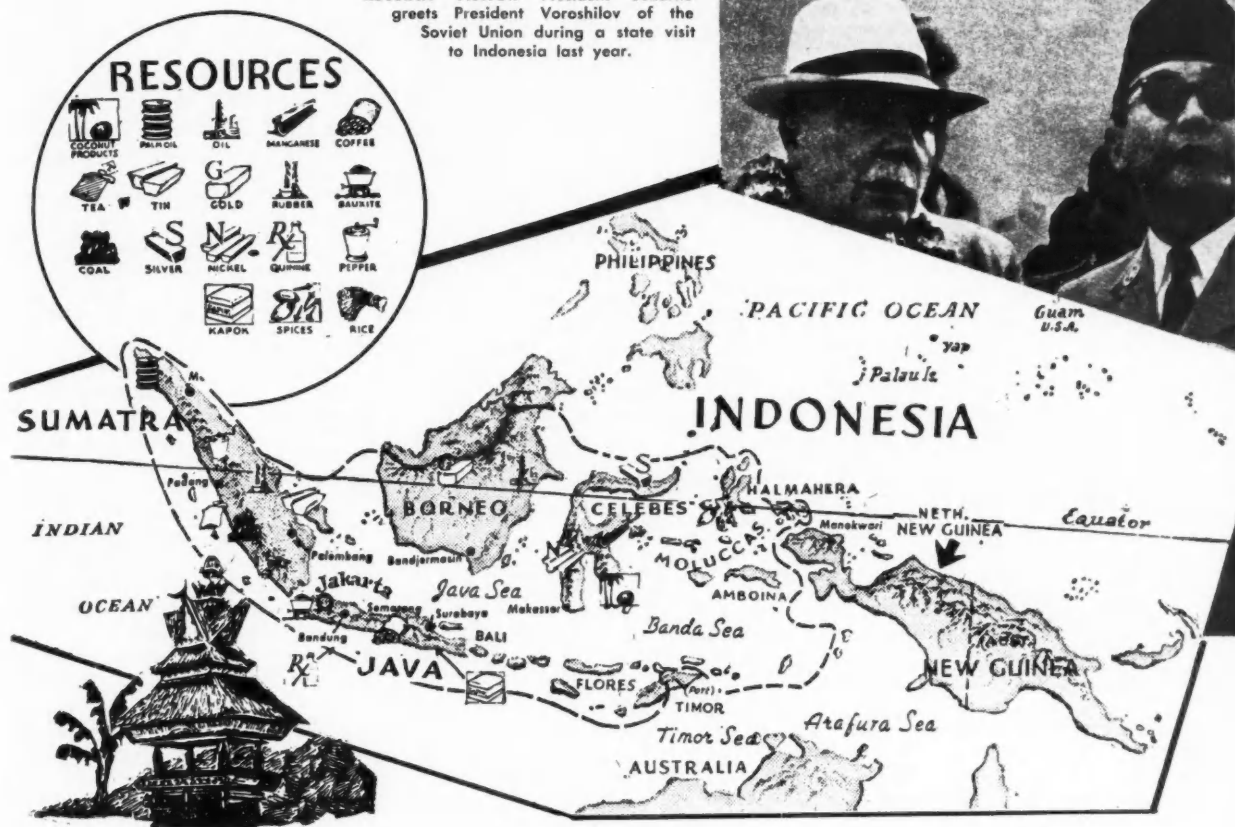 greets President Voroshilov of the
Soviet Union during a state visit
to Indonesia last year.
RESOURCES
COCONUT PRODUCTS
PALM OIL
OIL
MANGANESE
COFFEE
TEA
TIN
G
GOLD
RUBBER
BAUXITE
COAL
S
SILVER
N
NICKEL
Rx
QUININE
PEPPER
KAPOK
SPICES
RICE
PHILIPPINES
PACIFIC OCEAN
Guam
U.S.A.
Yap
Palau Is.
INDONESIA
SUMATRA
M.
Padang
Palembang
INDIAN
OCEAN
G
BORNEO
Bandjermasin
S
CELEBES
N
Makassar
HALMAHERA
MOLUCCAS
AMBOINA
Manokwari
NETH.
NEW GUINEA
Equator
Jakarta
Java Sea
Semarang
Surabaya
Bandung
BALI
Rx
JAVA
Banda Sea
FLORES
(Port.)
TIMOR
(AUST.)
NEW GUINEA
Timor Sea
Arafura Sea
AUSTRALIA